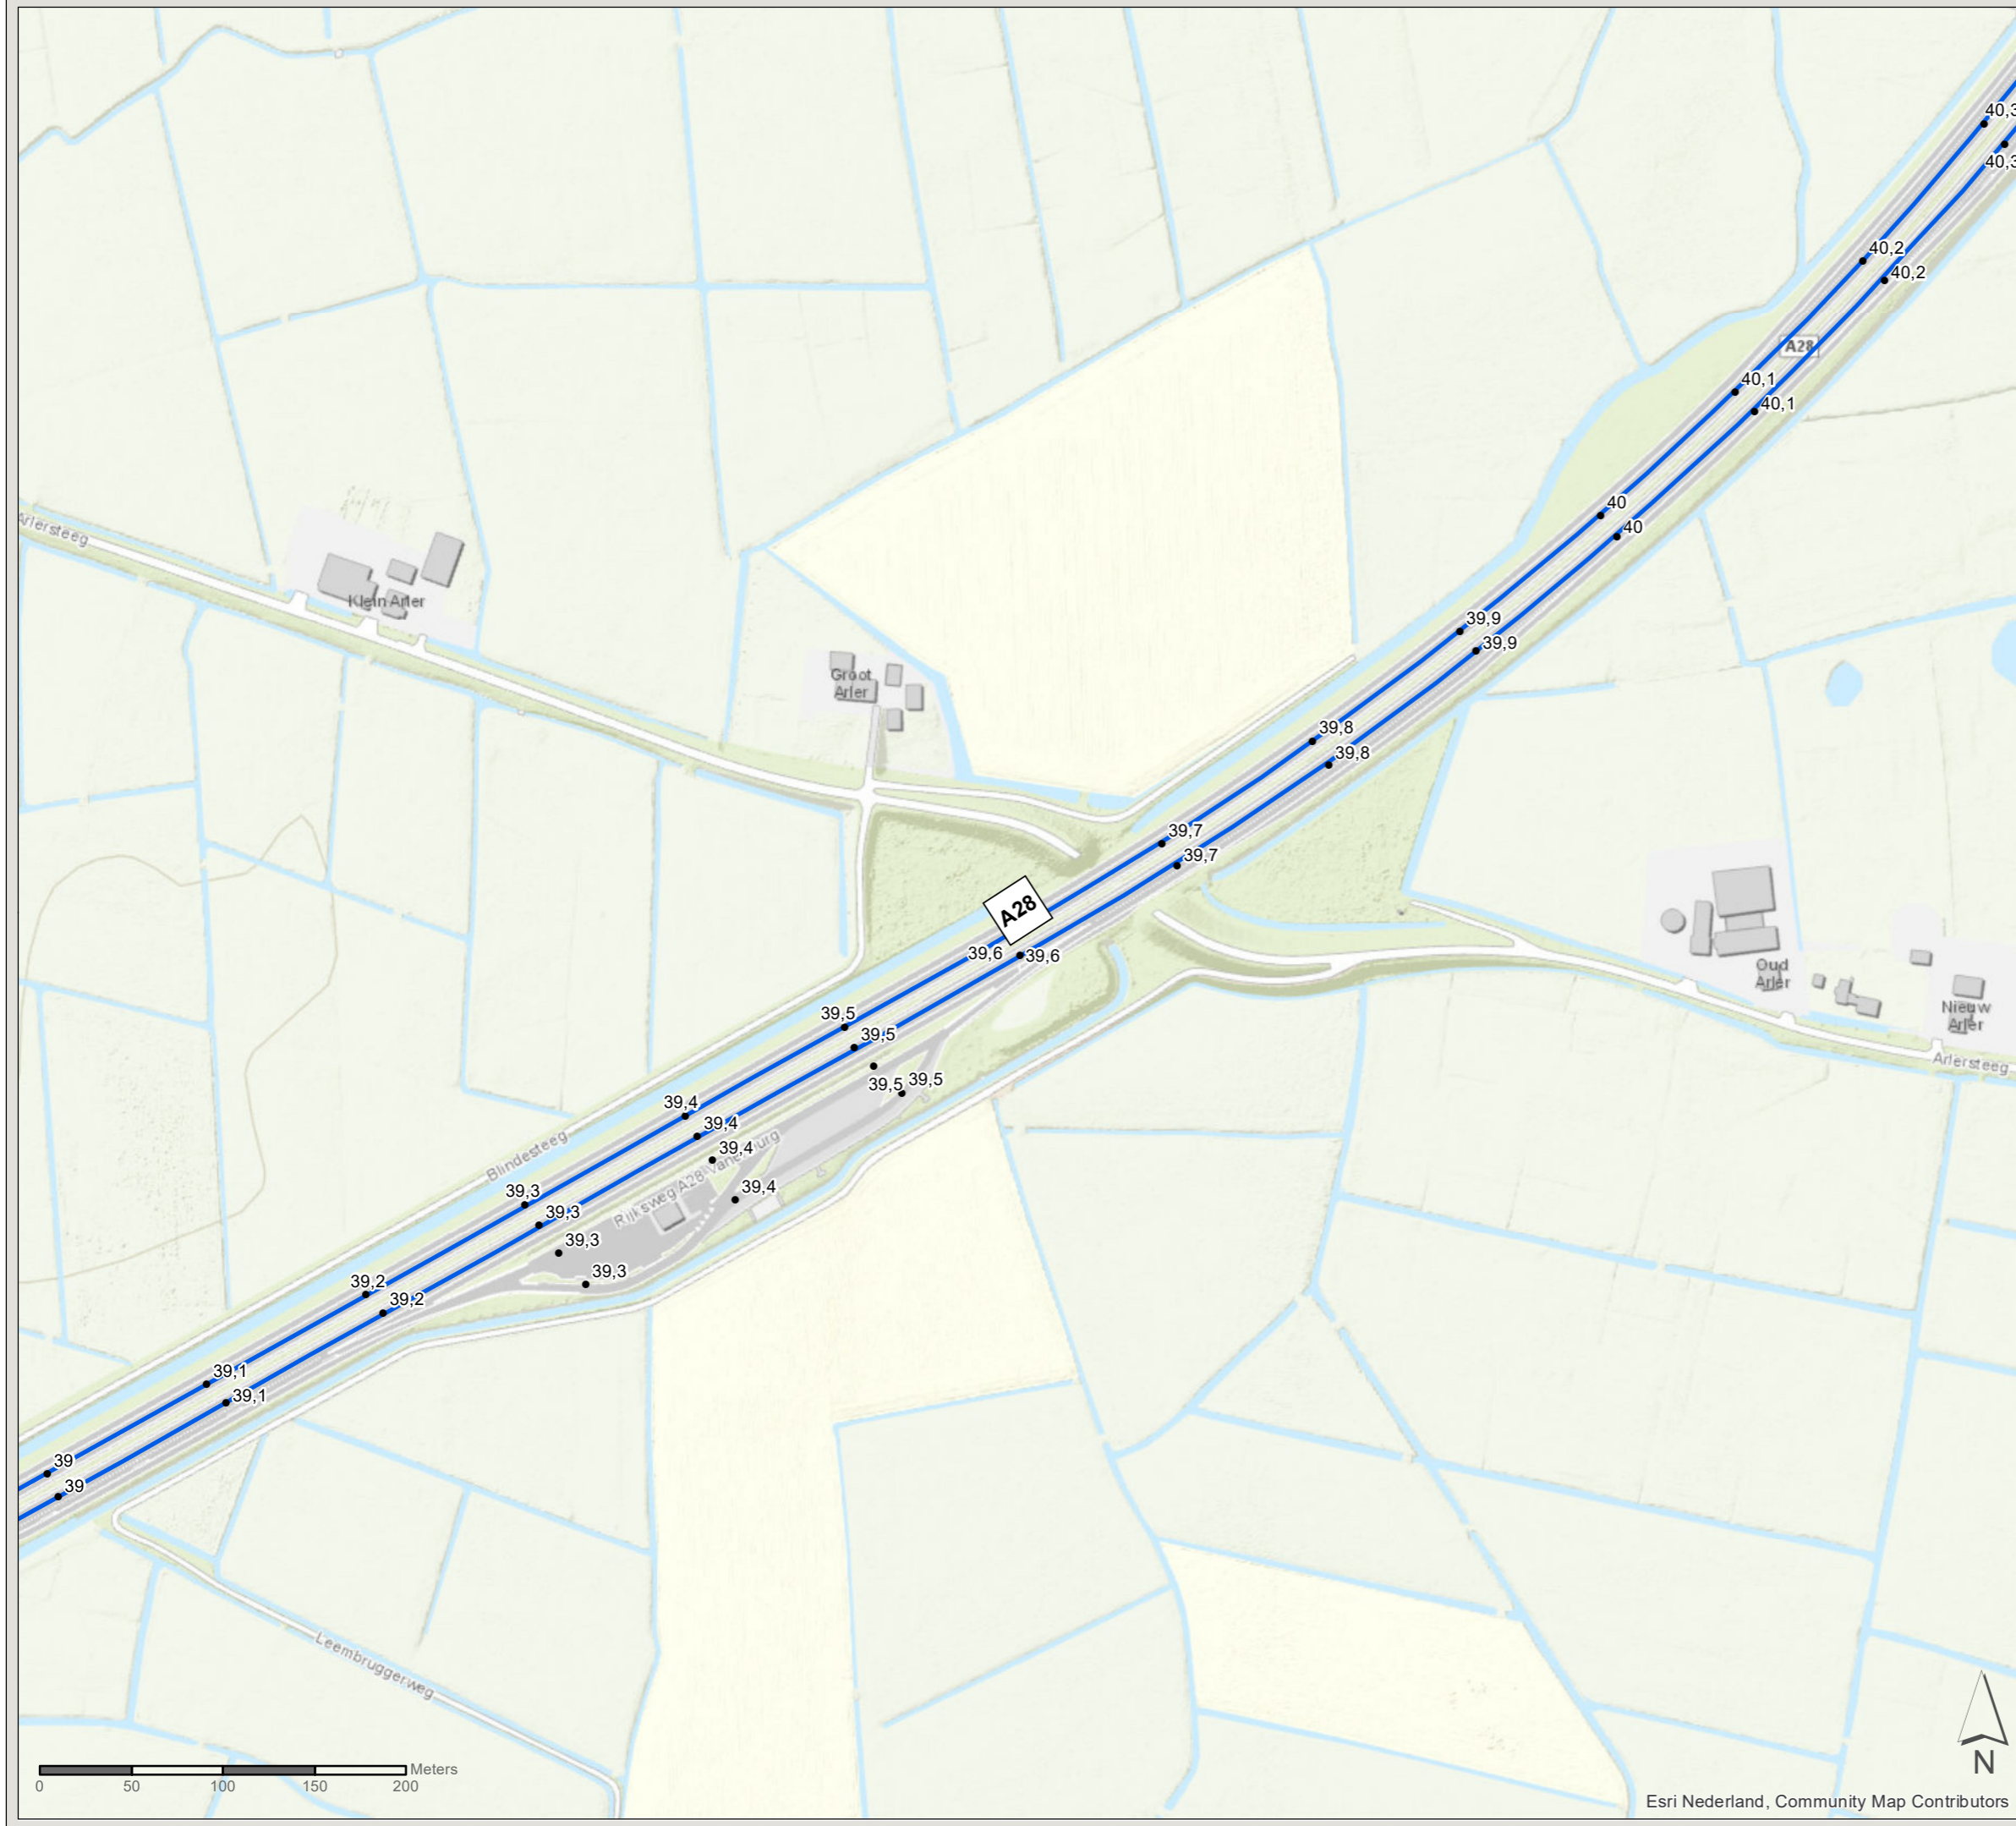 40,3
40,3
40,2
40,2
A28
40,1
40,1
40
40
Arlersteeg
Klein Arler
39,9
39,9
Groot
Arler
39,8
39,8
39,7
39,7
A28
39,6
39,6
Oud
Arler
Nieuw
Arler
Arlersteeg
39,5
39,5
39,5
39,5
39,4
39,4
39,4
39,4
Blindesteeg
Rijksweg A28
39,3
39,3
39,3
39,3
39,2
39,2
39,1
39,1
39
39
Leembruggerweg
Meters
0 50 100 150 200
N
Esri Nederland, Community Map Contributors